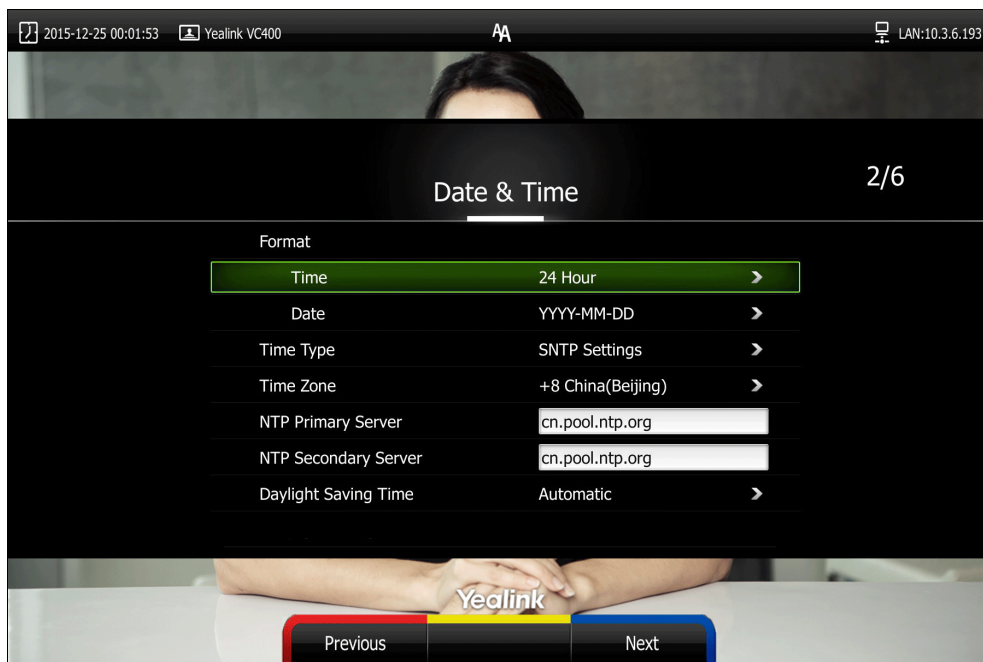 2015-12-25 00:01:53 Yealink VC400 AA LAN:10.3.6.193
Date & Time
2/6
Format
Time 24 Hour
Date YYYY-MM-DD
Time Type SNTP Settings
Time Zone +8 China(Beijing)
NTP Primary Server cn.pool.ntp.org
NTP Secondary Server cn.pool.ntp.org
Daylight Saving Time Automatic
Yealink
Previous Next